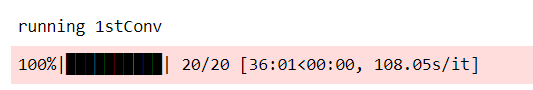 running 1stConv
100%|██████████| 20/20 [36:01<00:00, 108.05s/it]